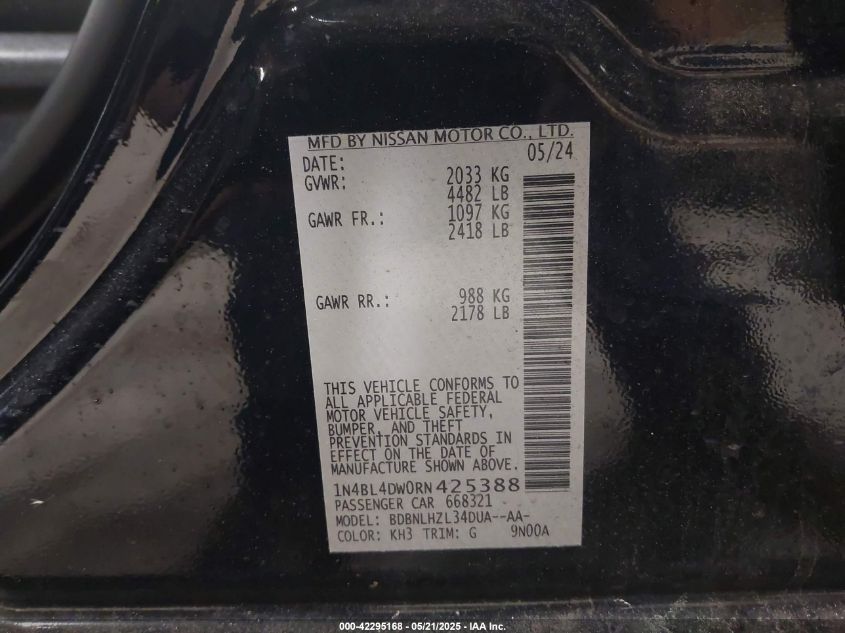 MFD BY NISSAN MOTOR CO., LTD.
DATE: 05/24
GVWR: 2033 KG
4482 LB
GAWR FR.: 1097 KG
2418 LB
GAWR RR.: 988 KG
2178 LB
THIS VEHICLE CONFORMS TO
ALL APPLICABLE FEDERAL
MOTOR VEHICLE SAFETY,
BUMPER, AND THEFT
PREVENTION STANDARDS IN
EFFECT ON THE DATE OF
MANUFACTURE SHOWN ABOVE.
1N4BL4DW0RN425388
PASSENGER CAR 668321
MODEL: BDBNLHZL34DUA--AA-
COLOR: KH3 TRIM: G 9N00A
000-42295168 - 05/21/2025 - IAA Inc.